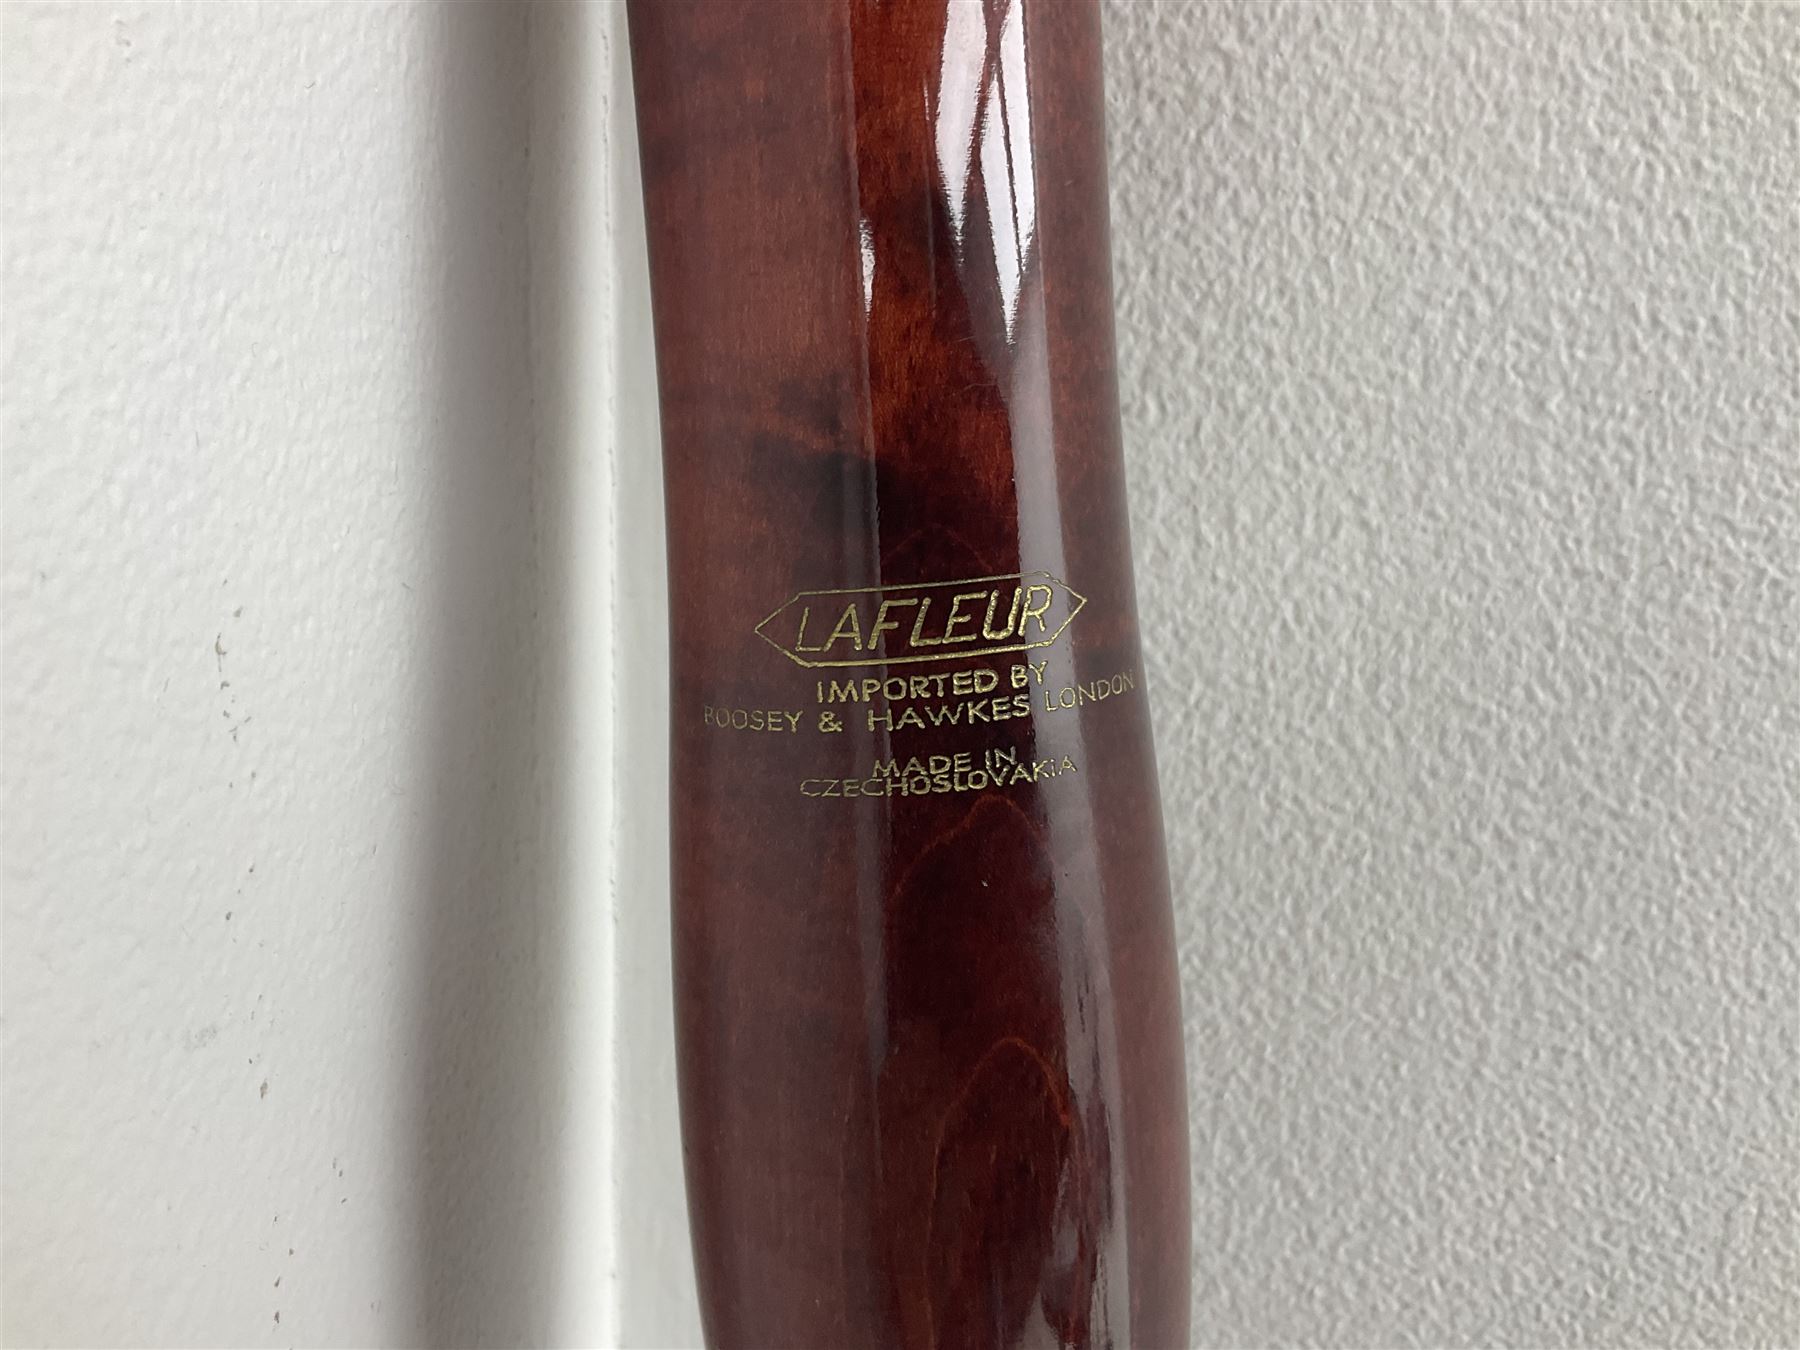 LAFLEUR
IMPORTED BY
BOOSEY & HAWKES LONDON
MADE IN
CZECHOSLOVAKiA